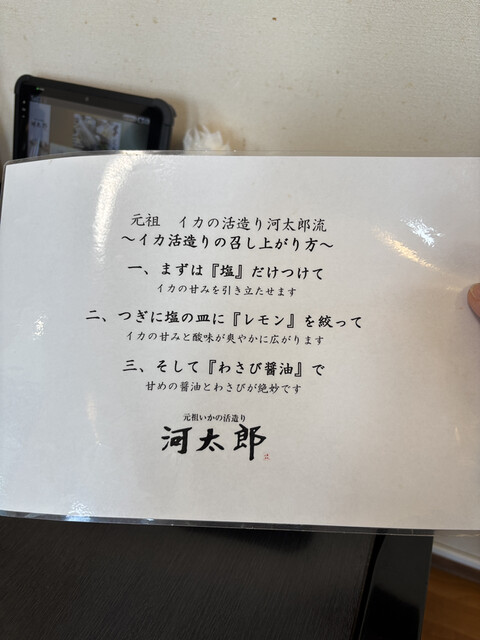 元祖　イカの活造り河太郎流
～イカ活造りの召し上がり方～
一、まずは『塩』だけつけて
イカの甘みを引き立たせます
二、つぎに塩の皿に『レモン』を絞って
イカの甘みと酸味が爽やかに広がります
三、そして『わさび醤油』で
甘めの醤油とわさびが絶妙です
元祖いかの活造り
河太郎